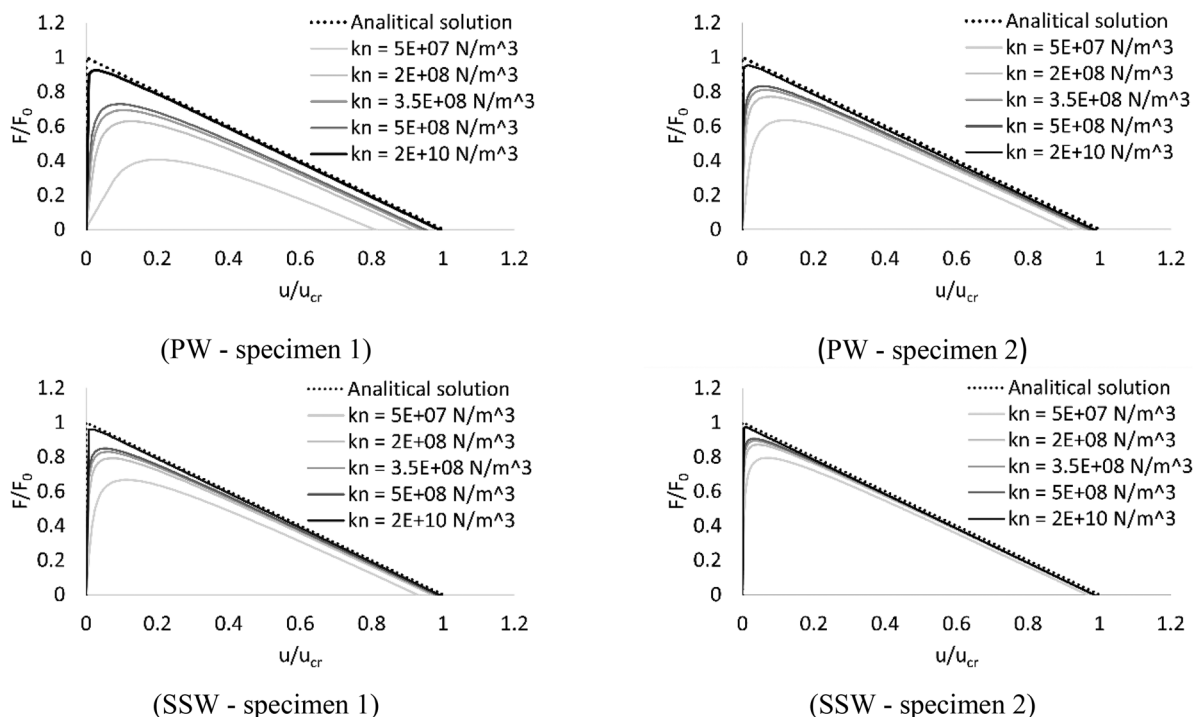 1.2
1
0.8
0.6
0.4
0.2
0
F/F0
0 0.2 0.4 0.6 0.8 1 1.2
u/ucr
Analitical solution
kn = 5E+07 N/m^3
kn = 2E+08 N/m^3
kn = 3.5E+08 N/m^3
kn = 5E+08 N/m^3
kn = 2E+10 N/m^3
(PW - specimen 1)
1.2
1
0.8
0.6
0.4
0.2
0
F/F0
0 0.2 0.4 0.6 0.8 1 1.2
u/ucr
Analitical solution
kn = 5E+07 N/m^3
kn = 2E+08 N/m^3
kn = 3.5E+08 N/m^3
kn = 5E+08 N/m^3
kn = 2E+10 N/m^3
(PW - specimen 2)
1.2
1
0.8
0.6
0.4
0.2
0
F/F0
0 0.2 0.4 0.6 0.8 1 1.2
u/ucr
Analitical solution
kn = 5E+07 N/m^3
kn = 2E+08 N/m^3
kn = 3.5E+08 N/m^3
kn = 5E+08 N/m^3
kn = 2E+10 N/m^3
(SSW - specimen 1)
1.2
1
0.8
0.6
0.4
0.2
0
F/F0
0 0.2 0.4 0.6 0.8 1 1.2
u/ucr
Analitical solution
kn = 5E+07 N/m^3
kn = 2E+08 N/m^3
kn = 3.5E+08 N/m^3
kn = 5E+08 N/m^3
kn = 2E+10 N/m^3
(SSW - specimen 2)